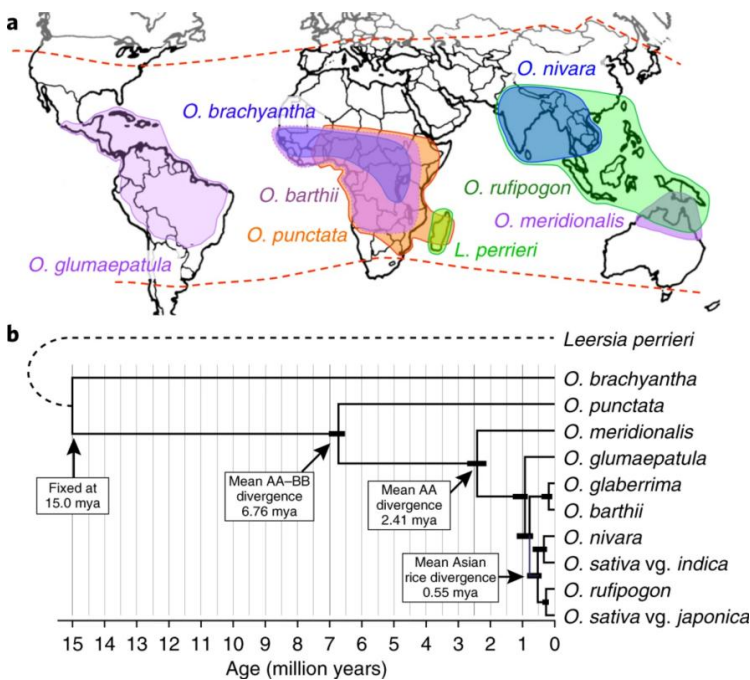 a
O. nivara
O. brachyantha
O. barthii
O. rufipogon
O. meridionalis
O. punctata
L. perrieri
O. glumaepatula
b
Leersia perrieri
O. brachyantha
O. punctata
O. meridionalis
O. glumaepatula
O. glaberrima
O. barthii
O. nivara
O. sativa vg. indica
O. rufipogon
O. sativa vg. japonica
Fixed at
15.0 mya
Mean AA–BB
divergence
6.76 mya
Mean AA
divergence
2.41 mya
Mean Asian
rice divergence
0.55 mya
15 14 13 12 11 10 9 8 7 6 5 4 3 2 1 0
Age (million years)